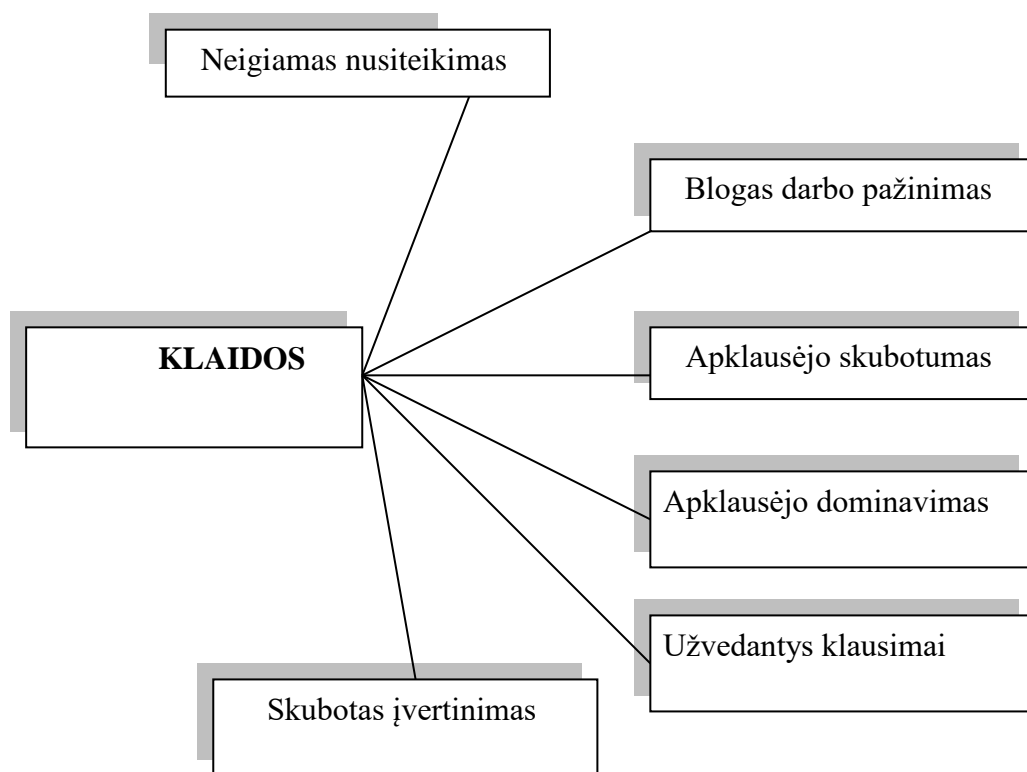 Neigiamas nusiteikimas
Blogas darbo pažinimas
KLAIDOS
Apklausėjo skubotumas
Apklausėjo dominavimas
Užvedantys klausimai
Skubotas įvertinimas